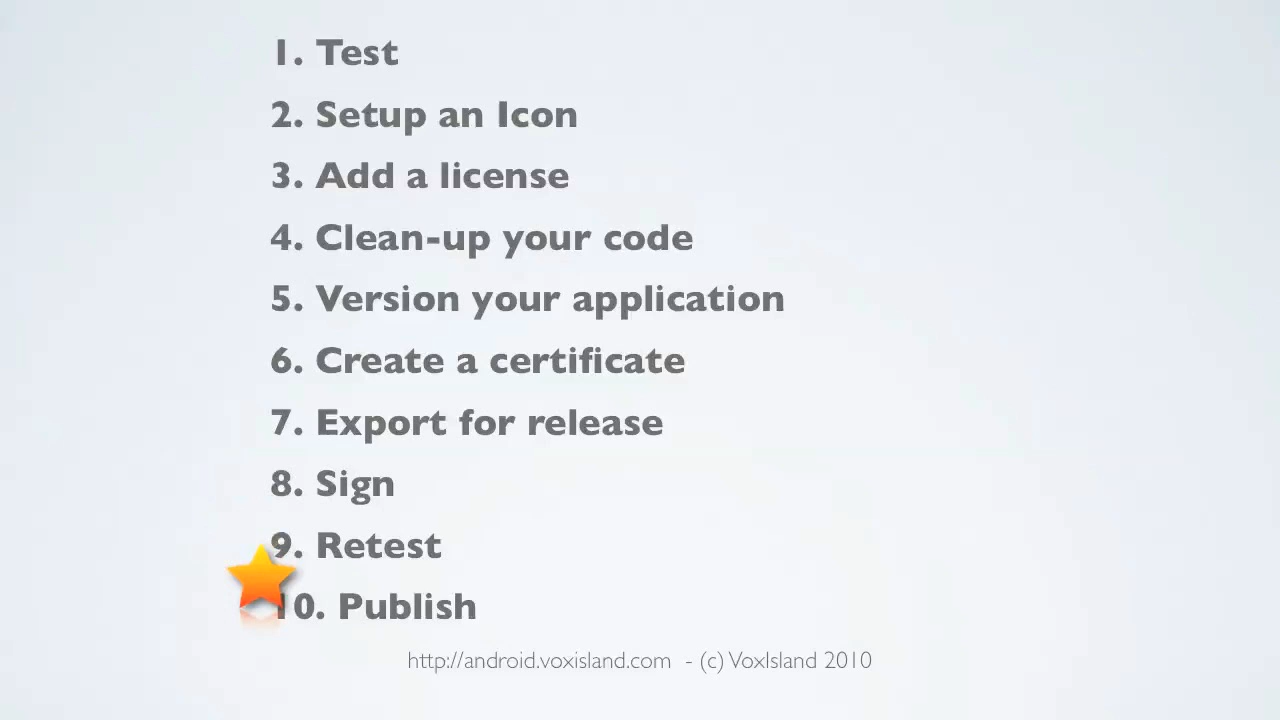 1. Test
2. Setup an Icon
3. Add a license
4. Clean-up your code
5. Version your application
6. Create a certificate
7. Export for release
8. Sign
9. Retest
10. Publish
http://android.voxisland.com - (c) VoxIsland 2010